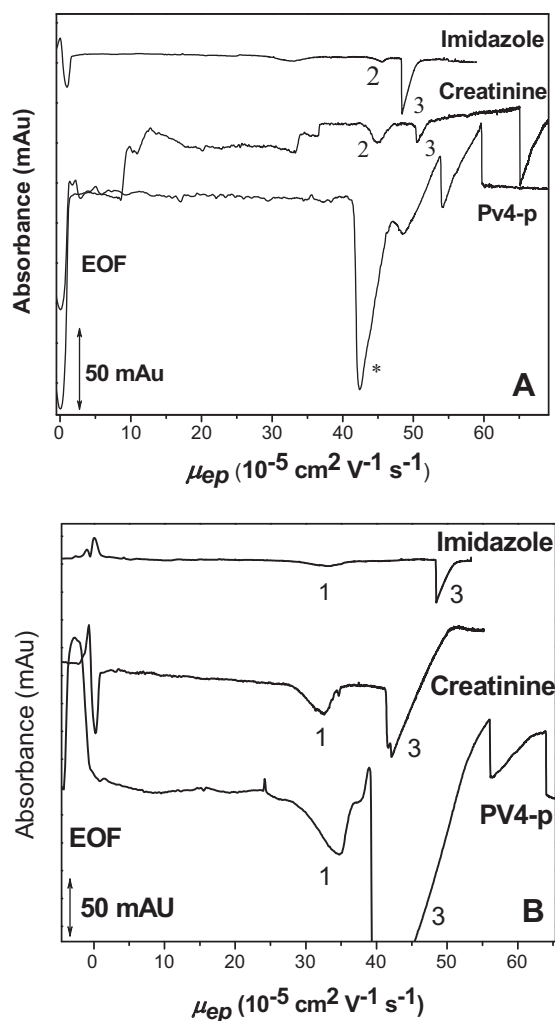 Imidazole
2
3
Creatinine
2
3
Pv4-p
EOF
*
50 mAu
A
Absorbance (mAu)
0 10 20 30 40 50 60
μep (10-5 cm2 V-1 s-1)
Imidazole
1
3
Creatinine
1
3
PV4-p
EOF
1
3
50 mAU
B
Absorbance (mAu)
0 10 20 30 40 50 60
μep (10-5 cm2 V-1 s-1)